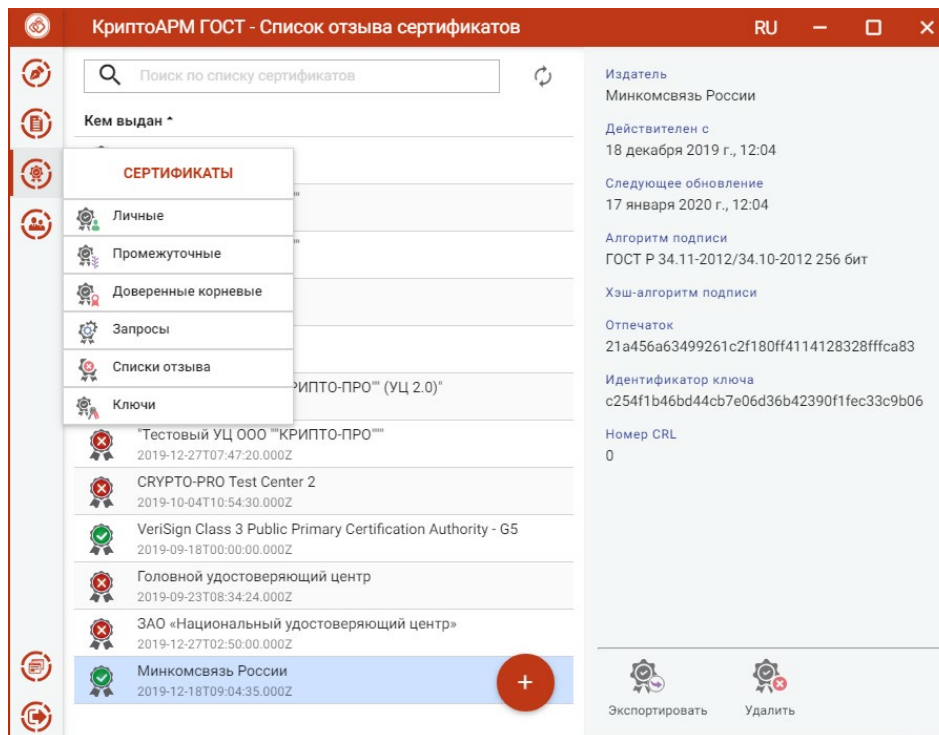 КриптоАРМ ГОСТ - Список отзыва сертификатов
RU
Поиск по списку сертификатов
Кем выдан
СЕРТИФИКАТЫ
Личные
Промежуточные
Доверенные корневые
Запросы
Списки отзыва
Ключи
РИПТО-ПРО"" (УЦ 2.0)"
"Тестовый УЦ ООО ""КРИПТО-ПРО"""
2019-12-27T07:47:20.000Z
CRYPTO-PRO Test Center 2
2019-10-04T10:54:30.000Z
VeriSign Class 3 Public Primary Certification Authority - G5
2019-09-18T00:00:00.000Z
Головной удостоверяющий центр
2019-09-23T08:34:24.000Z
ЗАО «Национальный удостоверяющий центр»
2019-12-27T02:50:00.000Z
Минкомсвязь России
2019-12-18T09:04:35.000Z
+
Издатель
Минкомсвязь России
Действителен с
18 декабря 2019 г., 12:04
Следующее обновление
17 января 2020 г., 12:04
Алгоритм подписи
ГОСТ Р 34.11-2012/34.10-2012 256 бит
Хэш-алгоритм подписи
Отпечаток
21a456a63499261c2f180ff4114128328fffca83
Идентификатор ключа
c254f1b46bd44cb7e06d36b42390f1fec33c9b06
Номер CRL
0
Экспортировать
Удалить